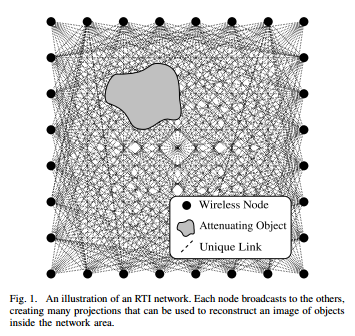 Wireless Node
Attenuating Object
Unique Link
Fig. 1. An illustration of an RTI network. Each node broadcasts to the others,
creating many projections that can be used to reconstruct an image of objects
inside the network area.